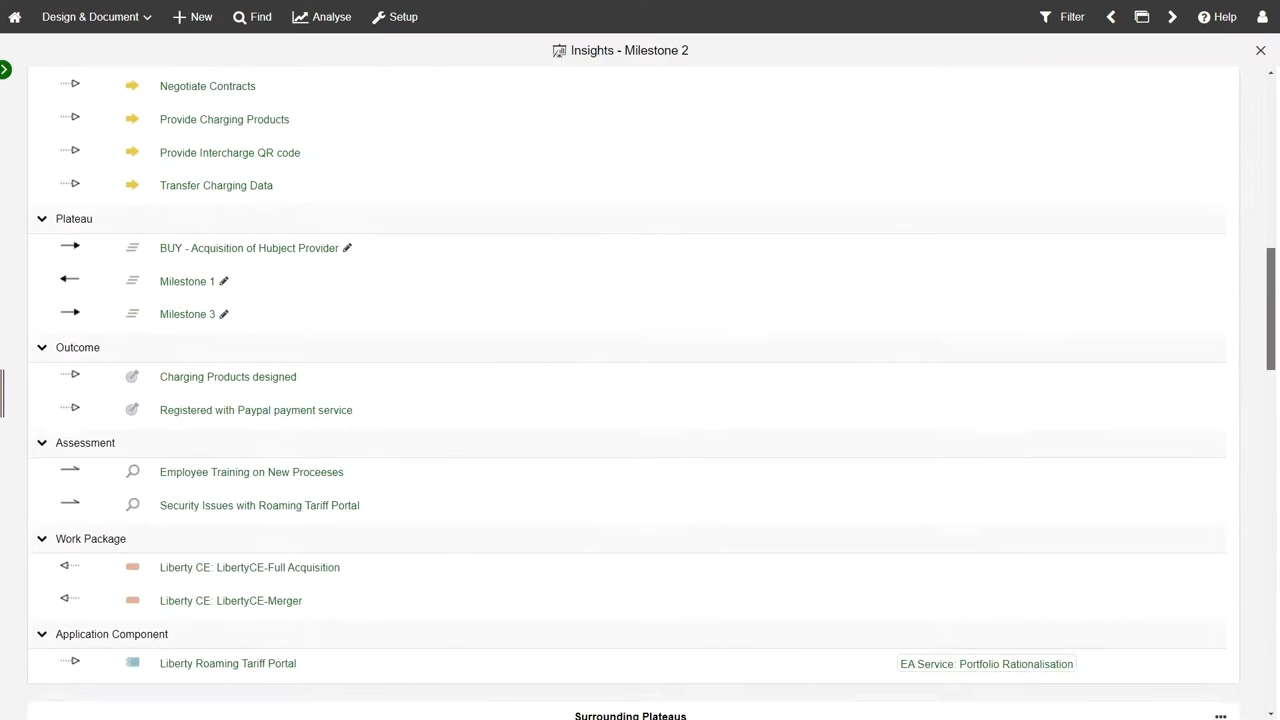 Design & Document New Find Analyse Setup Filter Help
Insights - Milestone 2
Negotiate Contracts
Provide Charging Products
Provide Intercharge QR code
Transfer Charging Data
Plateau
BUY - Acquisition of Hubject Provider
Milestone 1
Milestone 3
Outcome
Charging Products designed
Registered with Paypal payment service
Assessment
Employee Training on New Proceeses
Security Issues with Roaming Tariff Portal
Work Package
Liberty CE: LibertyCE-Full Acquisition
Liberty CE: LibertyCE-Merger
Application Component
Liberty Roaming Tariff Portal EA Service: Portfolio Rationalisation
Surrounding Plateaus